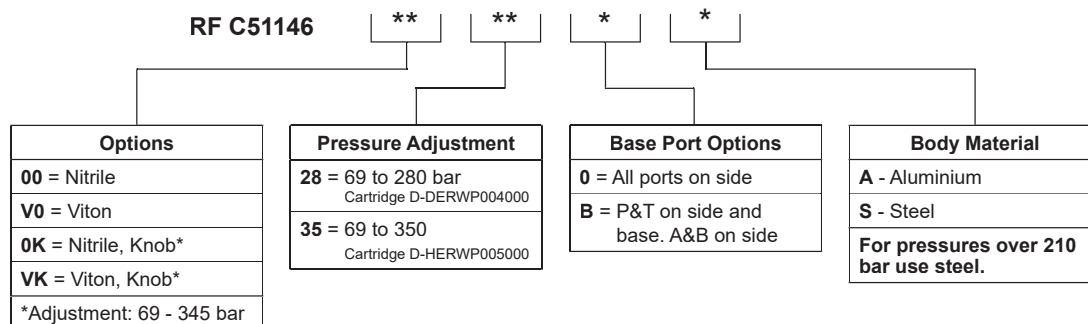 RF C51146 ** ** * *
Options
00 = Nitrile
V0 = Viton
0K = Nitrile, Knob*
VK = Viton, Knob*
*Adjustment: 69 - 345 bar
Pressure Adjustment
28 = 69 to 280 bar
Cartridge D-DERWP004000
35 = 69 to 350
Cartridge D-HERWP005000
Base Port Options
0 = All ports on side
B = P&T on side and
base. A&B on side
Body Material
A - Aluminium
S - Steel
For pressures over 210
bar use steel.